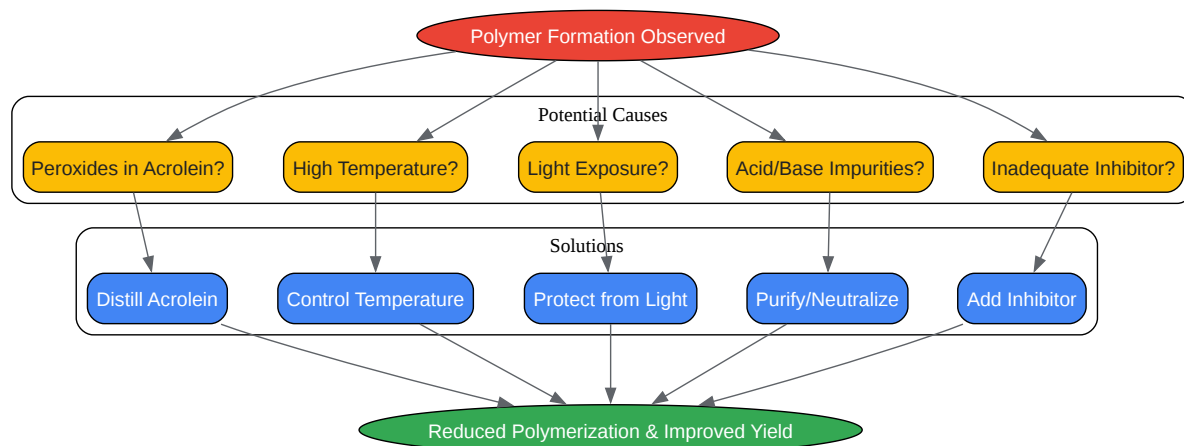 Polymer Formation Observed
Potential Causes
Peroxides in Acrolein?
High Temperature?
Light Exposure?
Acid/Base Impurities?
Inadequate Inhibitor?
Solutions
Distill Acrolein
Control Temperature
Protect from Light
Purify/Neutralize
Add Inhibitor
Reduced Polymerization & Improved Yield